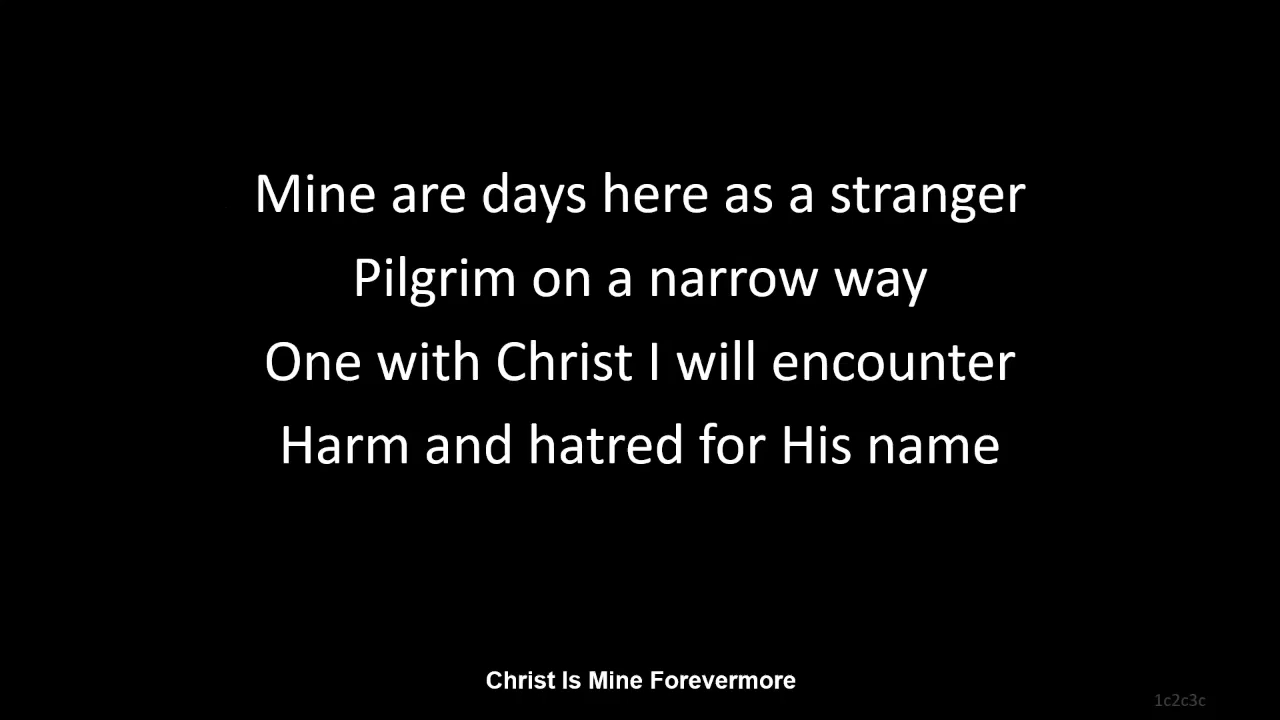 Mine are days here as a stranger
Pilgrim on a narrow way
One with Christ I will encounter
Harm and hatred for His name
Christ Is Mine Forevermore
1c2c3c